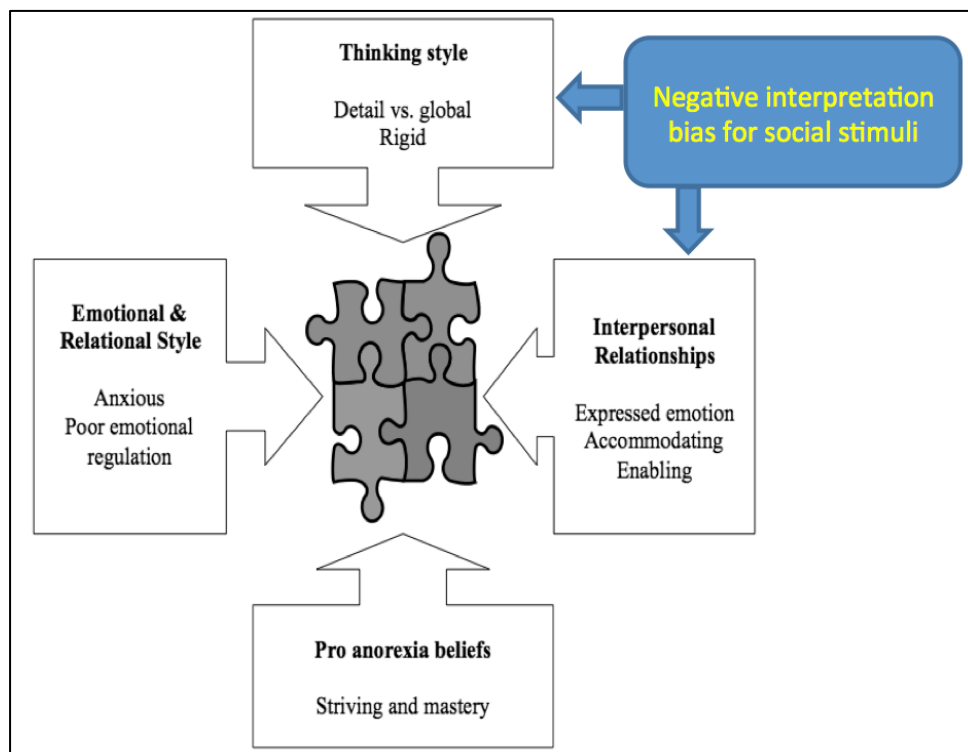 Thinking style
Detail vs. global
Rigid
Negative interpretation
bias for social stimuli
Emotional &
Relational Style
Anxious
Poor emotional
regulation
Interpersonal
Relationships
Expressed emotion
Accommodating
Enabling
Pro anorexia beliefs
Striving and mastery